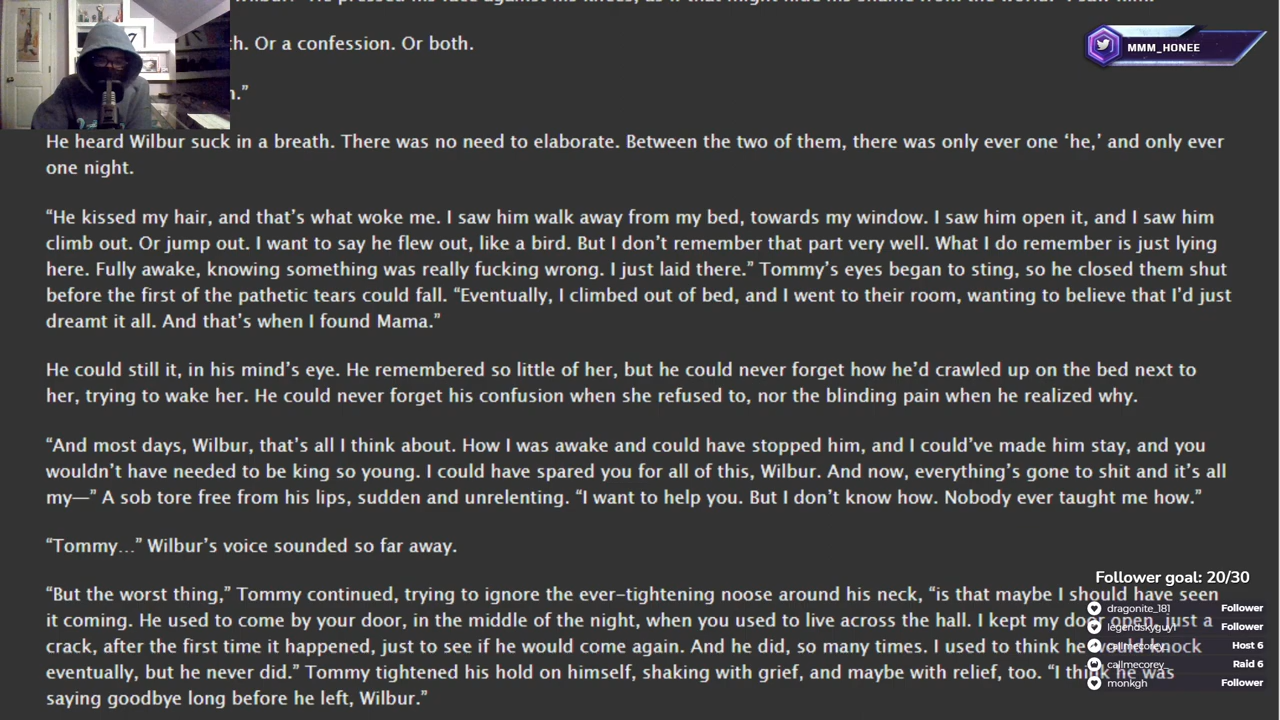 th. Or a confession. Or both.
MMM_HONEE
n.”
He heard Wilbur suck in a breath. There was no need to elaborate. Between the two of them, there was only ever one ‘he,’ and only ever
one night.
“He kissed my hair, and that’s what woke me. I saw him walk away from my bed, towards my window. I saw him open it, and I saw him
climb out. Or jump out. I want to say he flew out, like a bird. But I don’t remember that part very well. What I do remember is just lying
here. Fully awake, knowing something was really fucking wrong. I just laid there.” Tommy’s eyes began to sting, so he closed them shut
before the first of the pathetic tears could fall. “Eventually, I climbed out of bed, and I went to their room, wanting to believe that I’d just
dreamt it all. And that’s when I found Mama.”
He could still it, in his mind’s eye. He remembered so little of her, but he could never forget how he’d crawled up on the bed next to
her, trying to wake her. He could never forget his confusion when she refused to, nor the blinding pain when he realized why.
“And most days, Wilbur, that’s all I think about. How I was awake and could have stopped him, and I could’ve made him stay, and you
wouldn’t have needed to be king so young. I could have spared you for all of this, Wilbur. And now, everything’s gone to shit and it’s all
my—” A sob tore free from his lips, sudden and unrelenting. “I want to help you. But I don’t know how. Nobody ever taught me how.”
“Tommy…” Wilbur’s voice sounded so far away.
“But the worst thing,” Tommy continued, trying to ignore the ever-tightening noose around his neck, “is that maybe I should have seen
it coming. He used to come by your door, in the middle of the night, when you used to live across the hall. I kept my door open, just a
crack, after the first time it happened, just to see if he would come again. And he did, so many times. I used to think he would knock
eventually, but he never did.” Tommy tightened his hold on himself, shaking with grief, and maybe with relief, too. “I think he was
saying goodbye long before he left, Wilbur.”
Follower goal: 20/30
dragonite_181 Follower
legendskyguy1 Follower
callmecorey_ Host 6
callmecorey_ Raid 6
monkgh Follower